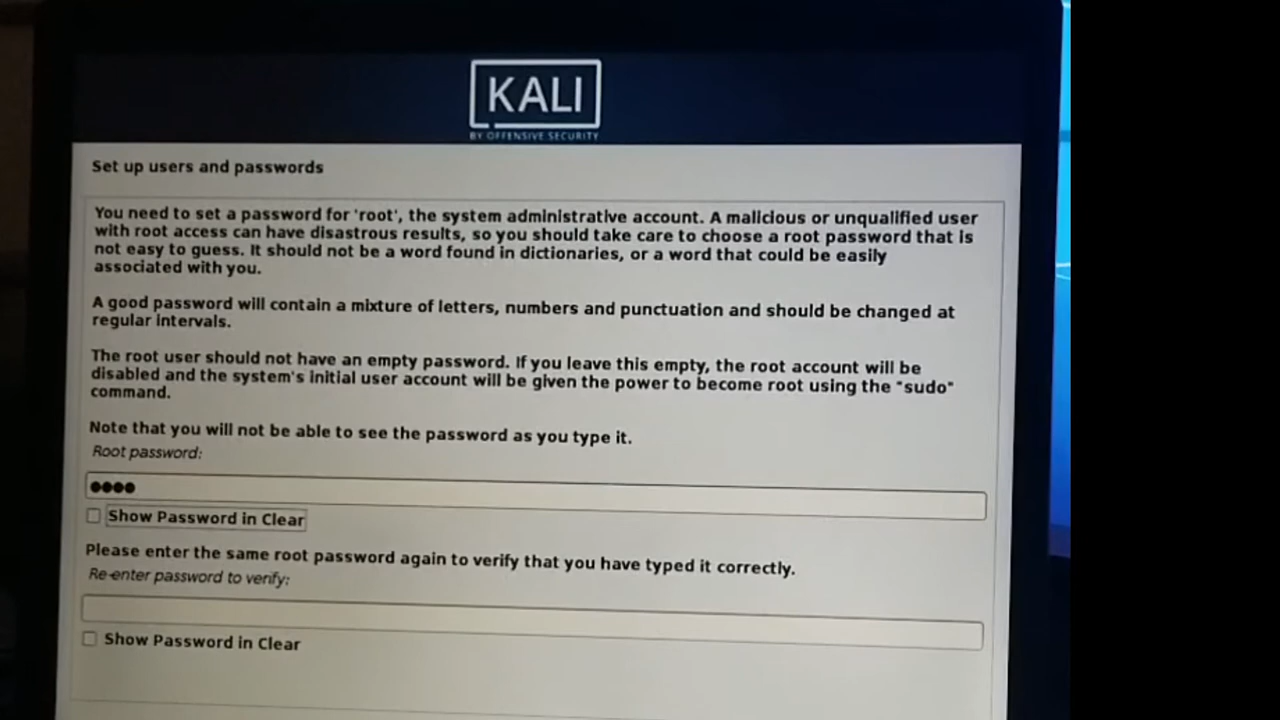 KALI
BY OFFENSIVE SECURITY
Set up users and passwords
You need to set a password for 'root', the system administrative account. A malicious or unqualified user
with root access can have disastrous results, so you should take care to choose a root password that is
not easy to guess. It should not be a word found in dictionaries, or a word that could be easily
associated with you.
A good password will contain a mixture of letters, numbers and punctuation and should be changed at
regular intervals.
The root user should not have an empty password. If you leave this empty, the root account will be
disabled and the system's initial user account will be given the power to become root using the "sudo"
command.
Note that you will not be able to see the password as you type it.
Root password:
●●●●
Show Password in Clear
Please enter the same root password again to verify that you have typed it correctly.
Re-enter password to verify:
Show Password in Clear